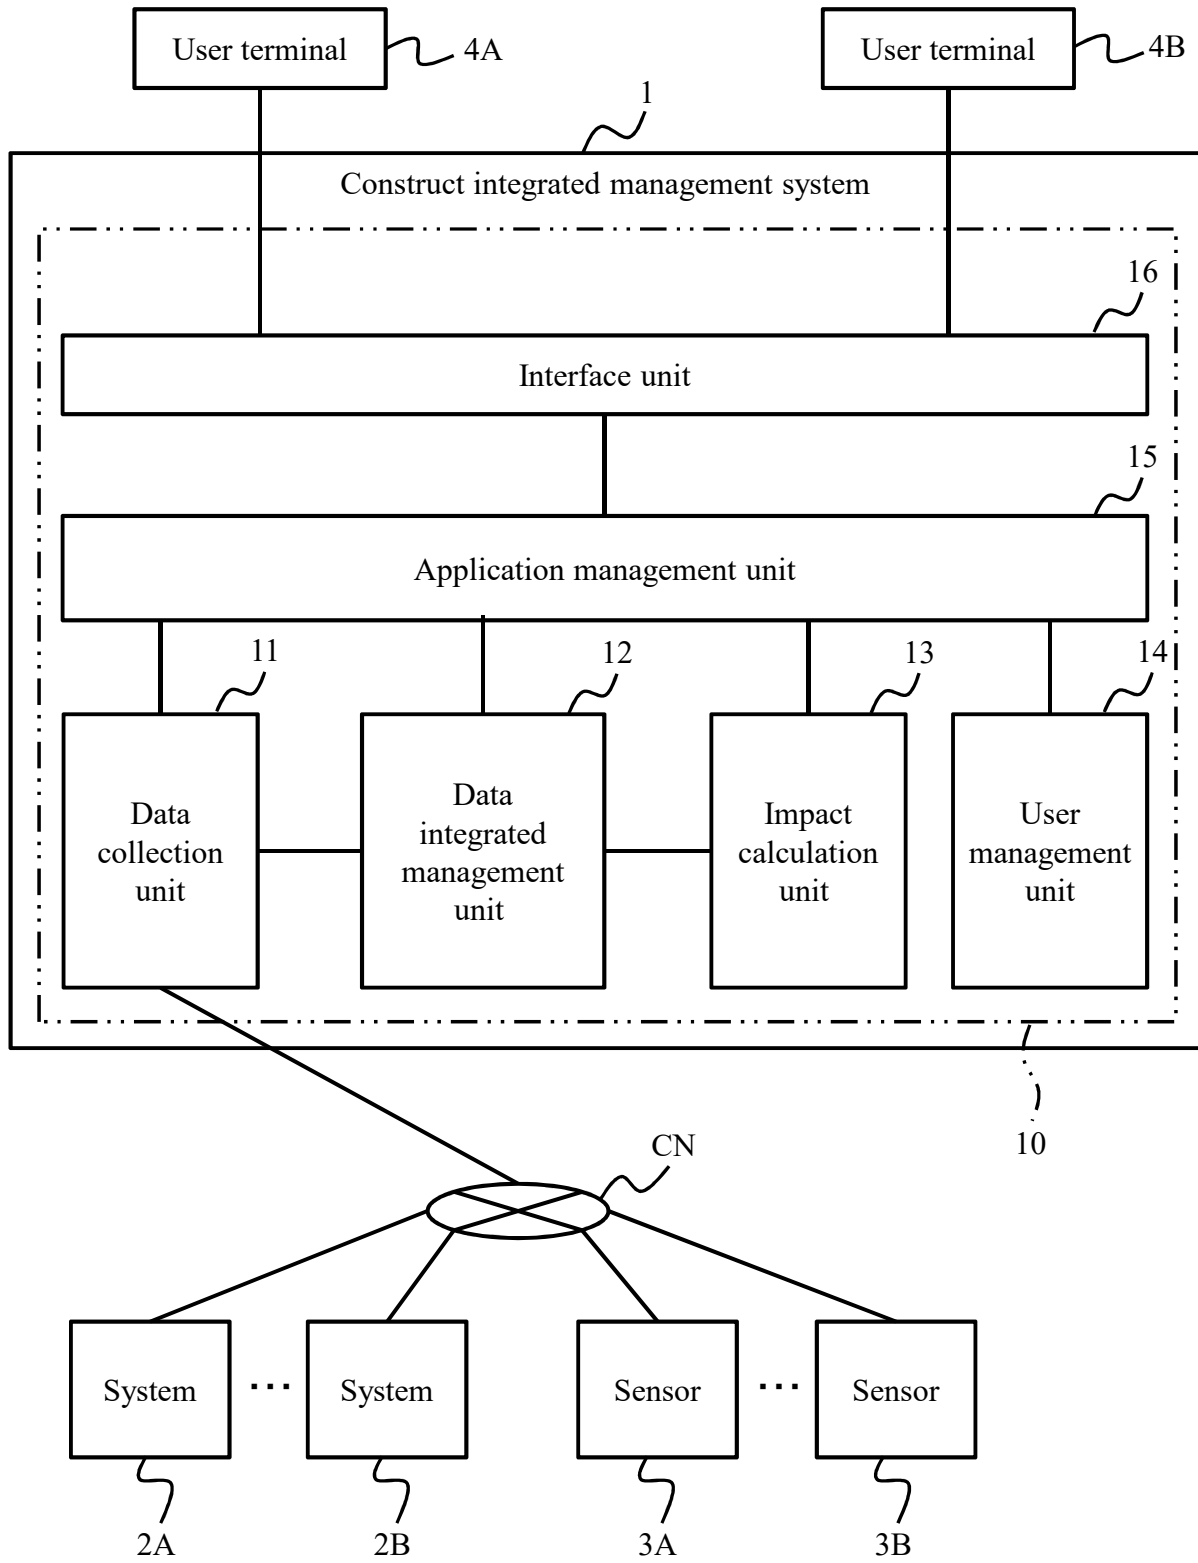 User terminal
4A
User terminal
4B
1
Construct integrated management system
16
Interface unit
15
Application management unit
11
12
13
14
Data
collection
unit
Data
integrated
management
unit
Impact
calculation
unit
User
management
unit
10
CN
System
...
System
Sensor
...
Sensor
2A
2B
3A
3B